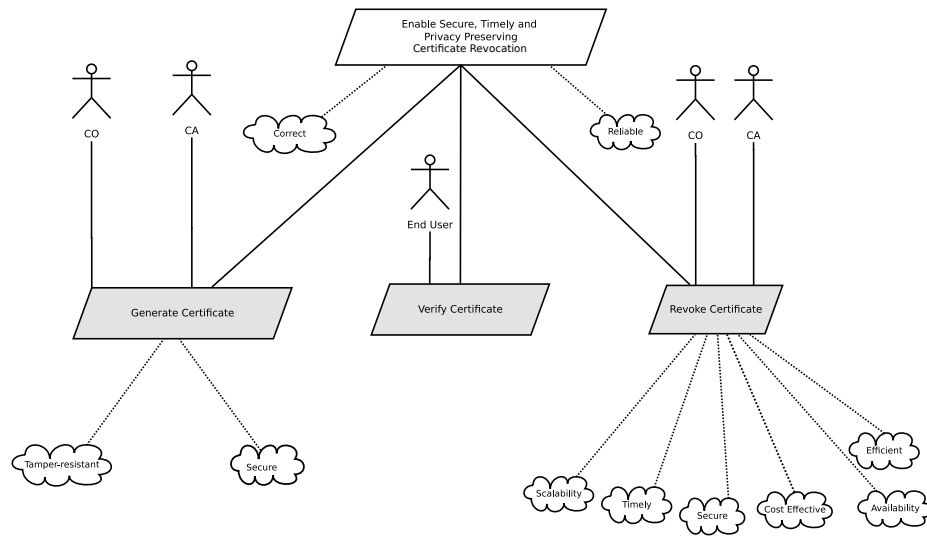 Enable Secure, Timely and
Privacy Preserving
Certificate Revocation
CO
CA
Correct
Reliable
CO
CA
End User
Generate Certificate
Verify Certificate
Revoke Certificate
Tamper-resistant
Secure
Scalability
Timely
Secure
Cost Effective
Availability
Efficient